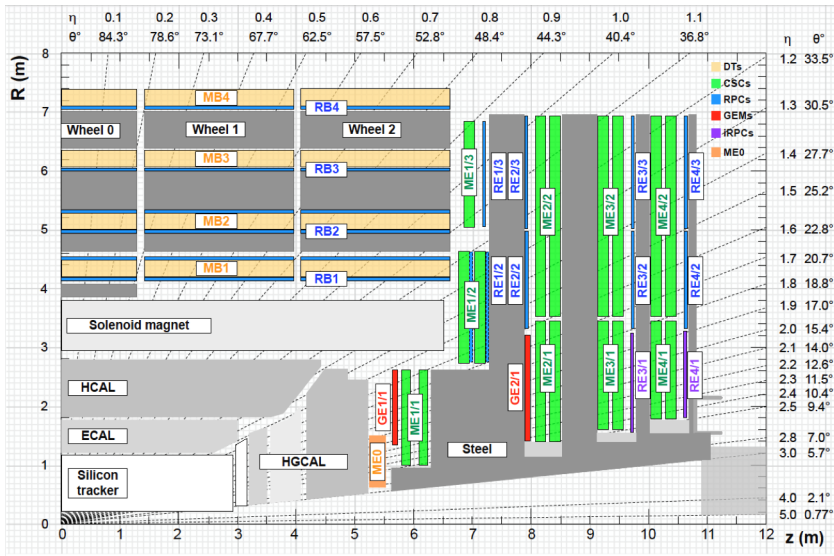 η 0.1 0.2 0.3 0.4 0.5 0.6 0.7 0.8 0.9 1.0 1.1
θ° 84.3° 78.6° 73.1° 67.7° 62.5° 57.5° 52.8° 48.4° 44.3° 40.4° 36.8° η θ°
R (m)
8
7
6
5
4
3
2
1
0
1.2 33.5°
1.3 30.5°
1.4 27.7°
1.5 25.2°
1.6 22.8°
1.7 20.7°
1.8 18.8°
1.9 17.0°
2.0 15.4°
2.1 14.0°
2.2 12.6°
2.3 11.5°
2.4 10.4°
2.5 9.4°
2.8 7.0°
3.0 5.7°
4.0 2.1°
5.0 0.77°
DTs
CSCs
RPCs
GEMs
iRPCs
ME0
MB4
RB4
Wheel 0 Wheel 1 Wheel 2
MB3
RB3
MB2
RB2
MB1
RB1
Solenoid magnet
HCAL
ECAL
Silicon
tracker
HGCAL
Steel
ME0
GE1/1
ME1/1
ME1/2
ME1/3
RE1/3
RE2/3
RE1/2
RE2/2
GE2/1
ME2/2
ME2/1
ME3/2
ME3/1
RE3/3
RE3/2
RE3/1
ME4/2
ME4/1
RE4/3
RE4/2
RE4/1
0 1 2 3 4 5 6 7 8 9 10 11 12
z (m)